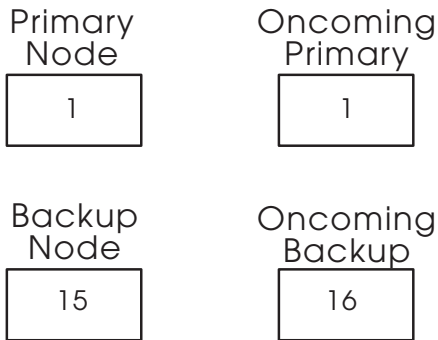 Primary
Node
1
Oncoming
Primary
1
Backup
Node
15
Oncoming
Backup
16